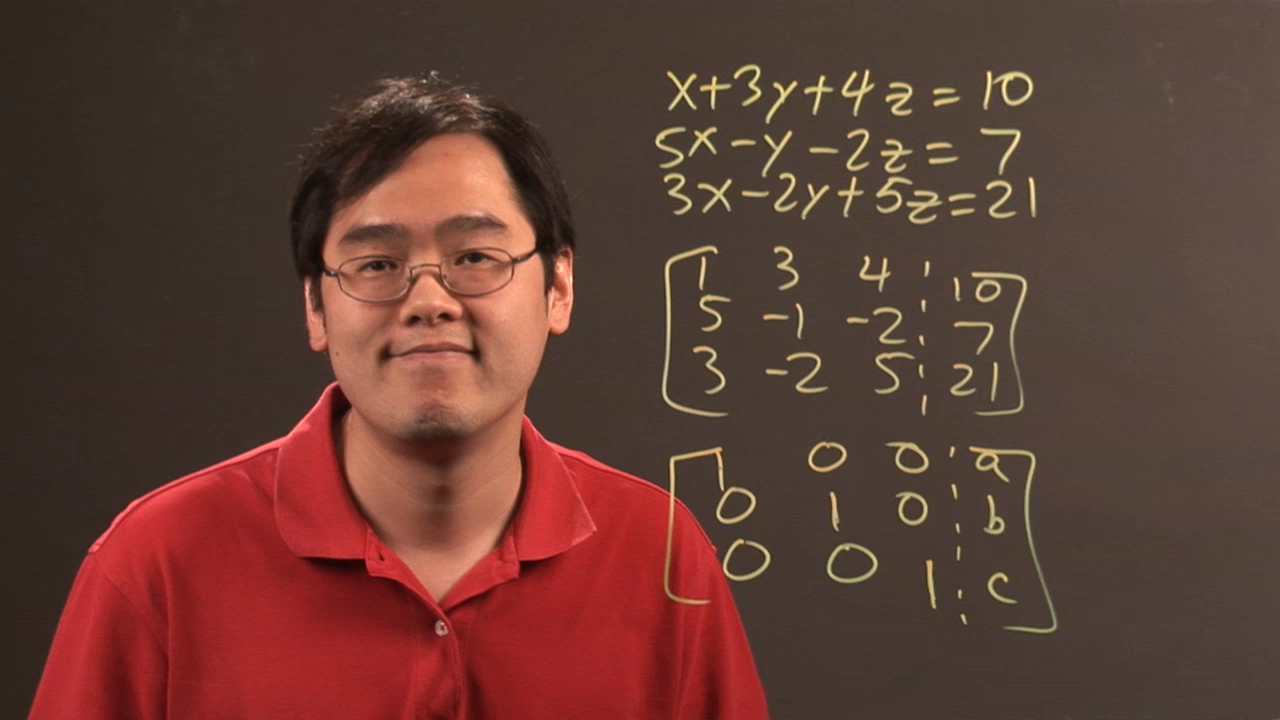 x+3y+4z=10
5x-y-2z=7
3x-2y+5z=21
1 3 4 10
5 -1 -2 7
3 -2 5 21
1 0 0 a
0 1 0 b
0 0 1 c